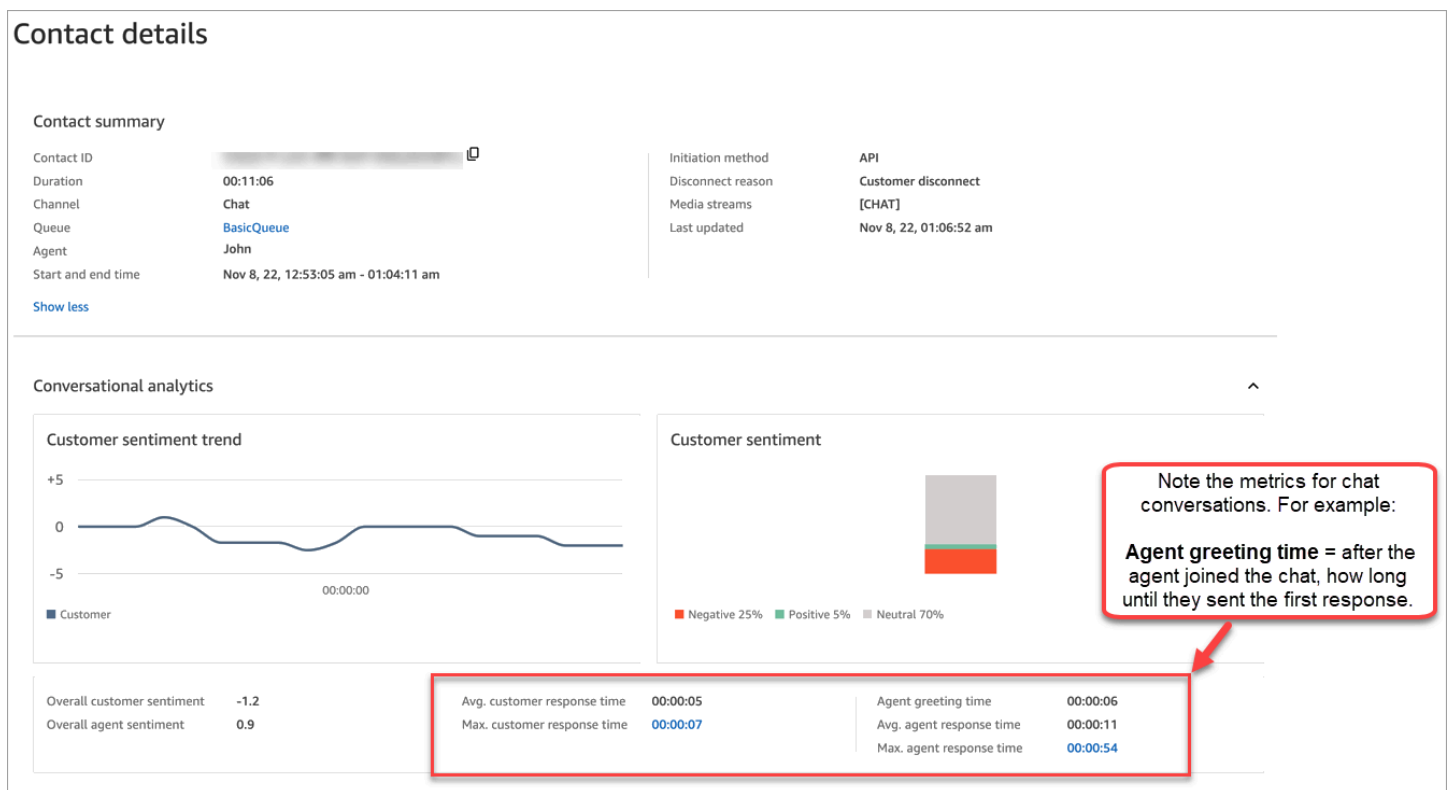 Contact details
Contact summary
Contact ID
Duration 00:11:06
Channel Chat
Queue BasicQueue
Agent John
Start and end time Nov 8, 22, 12:53:05 am - 01:04:11 am
Show less
Initiation method API
Disconnect reason Customer disconnect
Media streams [CHAT]
Last updated Nov 8, 22, 01:06:52 am
Conversational analytics
Customer sentiment trend
+5
0
-5
00:00:00
Customer
Customer sentiment
Negative 25% Positive 5% Neutral 70%
Note the metrics for chat
conversations. For example:
Agent greeting time = after the
agent joined the chat, how long
until they sent the first response.
Overall customer sentiment -1.2
Overall agent sentiment 0.9
Avg. customer response time 00:00:05
Max. customer response time 00:00:07
Agent greeting time 00:00:06
Avg. agent response time 00:00:11
Max. agent response time 00:00:54